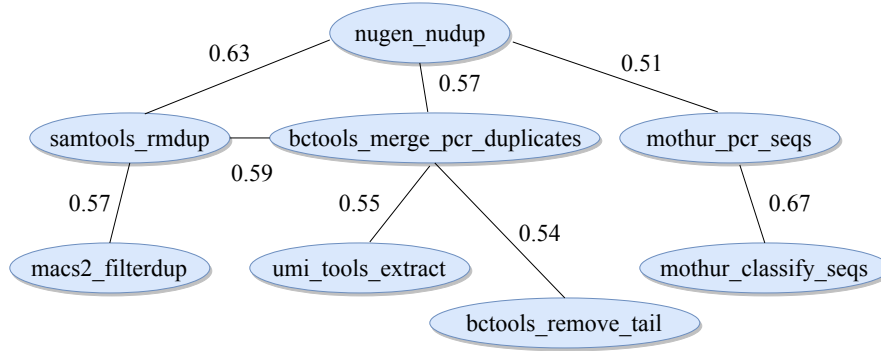 nugen_nudup
0.63
0.57
0.51
samtools_rmdup
bctools_merge_pcr_duplicates
mothur_pcr_seqs
0.59
0.57
0.55
0.54
0.67
macs2_filterdup
umi_tools_extract
mothur_classify_seqs
bctools_remove_tail